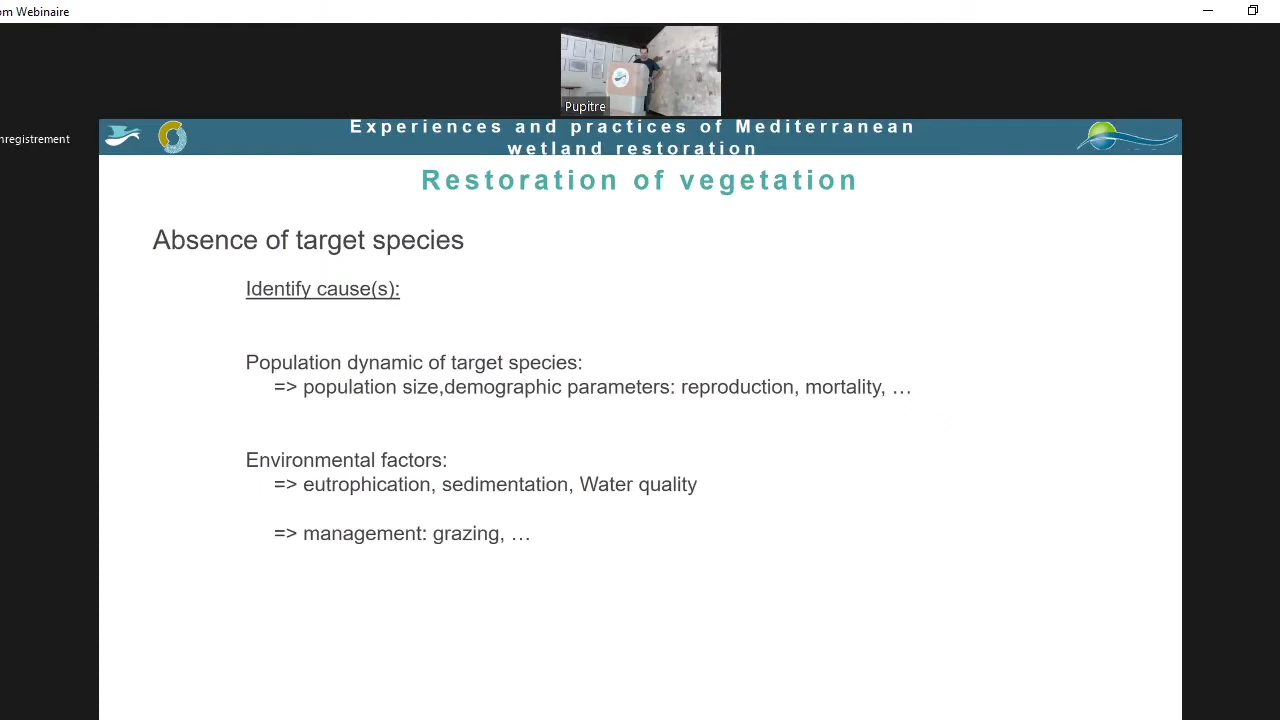 om Webinaire
Pupitre
nregistrement
Experiences and practices of Mediterranean
wetland restoration
Restoration of vegetation
Absence of target species
Identify cause(s):
Population dynamic of target species:
=> population size,demographic parameters: reproduction, mortality, …
Environmental factors:
=> eutrophication, sedimentation, Water quality
=> management: grazing, …